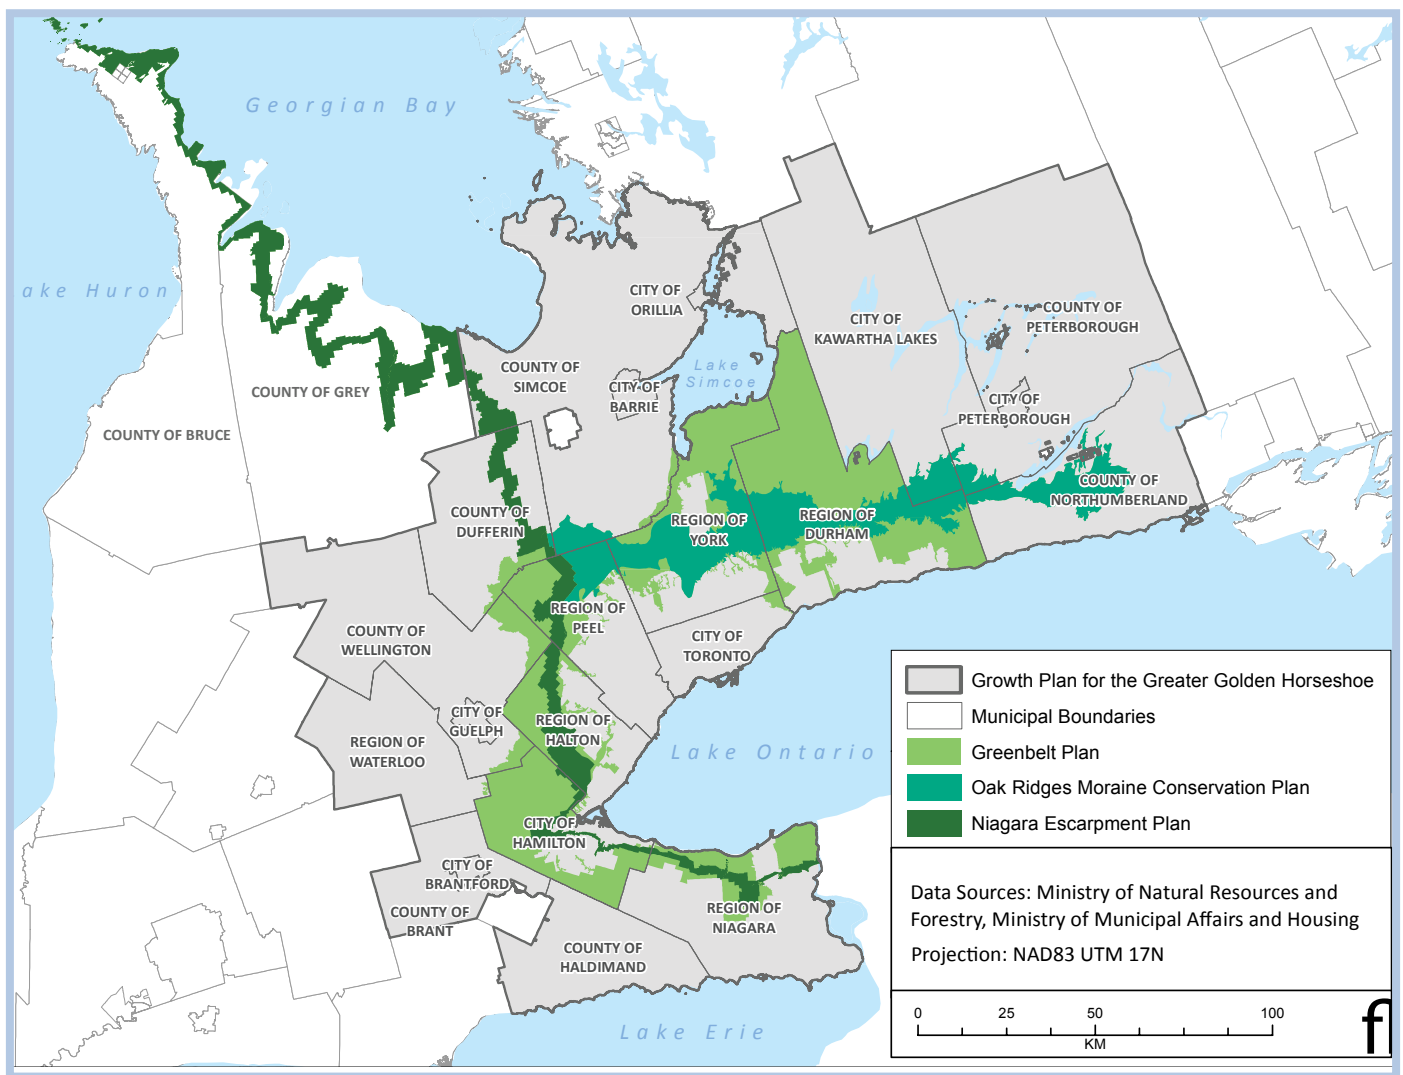 Georgian Bay
ake Huron
CITY OF
ORILLIA
CITY OF
KAWARTHA LAKES
COUNTY OF
PETERBOROUGH
Lake
Simcoe
COUNTY OF
SIMCOE
CITY OF
BARRIE
COUNTY OF GREY
CITY OF
PETERBOROUGH
COUNTY OF BRUCE
COUNTY OF
NORTHUMBERLAND
COUNTY OF
DUFFERIN
REGION OF
YORK
REGION OF
DURHAM
REGION OF
PEEL
COUNTY OF
WELLINGTON
CITY OF
TORONTO
CITY OF
GUELPH
REGION OF
HALTON
REGION OF
WATERLOO
Lake Ontario
CITY OF
HAMILTON
CITY OF
BRANTFORD
COUNTY OF
BRANT
REGION OF
NIAGARA
COUNTY OF
HALDIMAND
Lake Erie
Growth Plan for the Greater Golden Horseshoe
Municipal Boundaries
Greenbelt Plan
Oak Ridges Moraine Conservation Plan
Niagara Escarpment Plan
Data Sources: Ministry of Natural Resources and
Forestry, Ministry of Municipal Affairs and Housing
Projection: NAD83 UTM 17N
0 25 50 100
KM